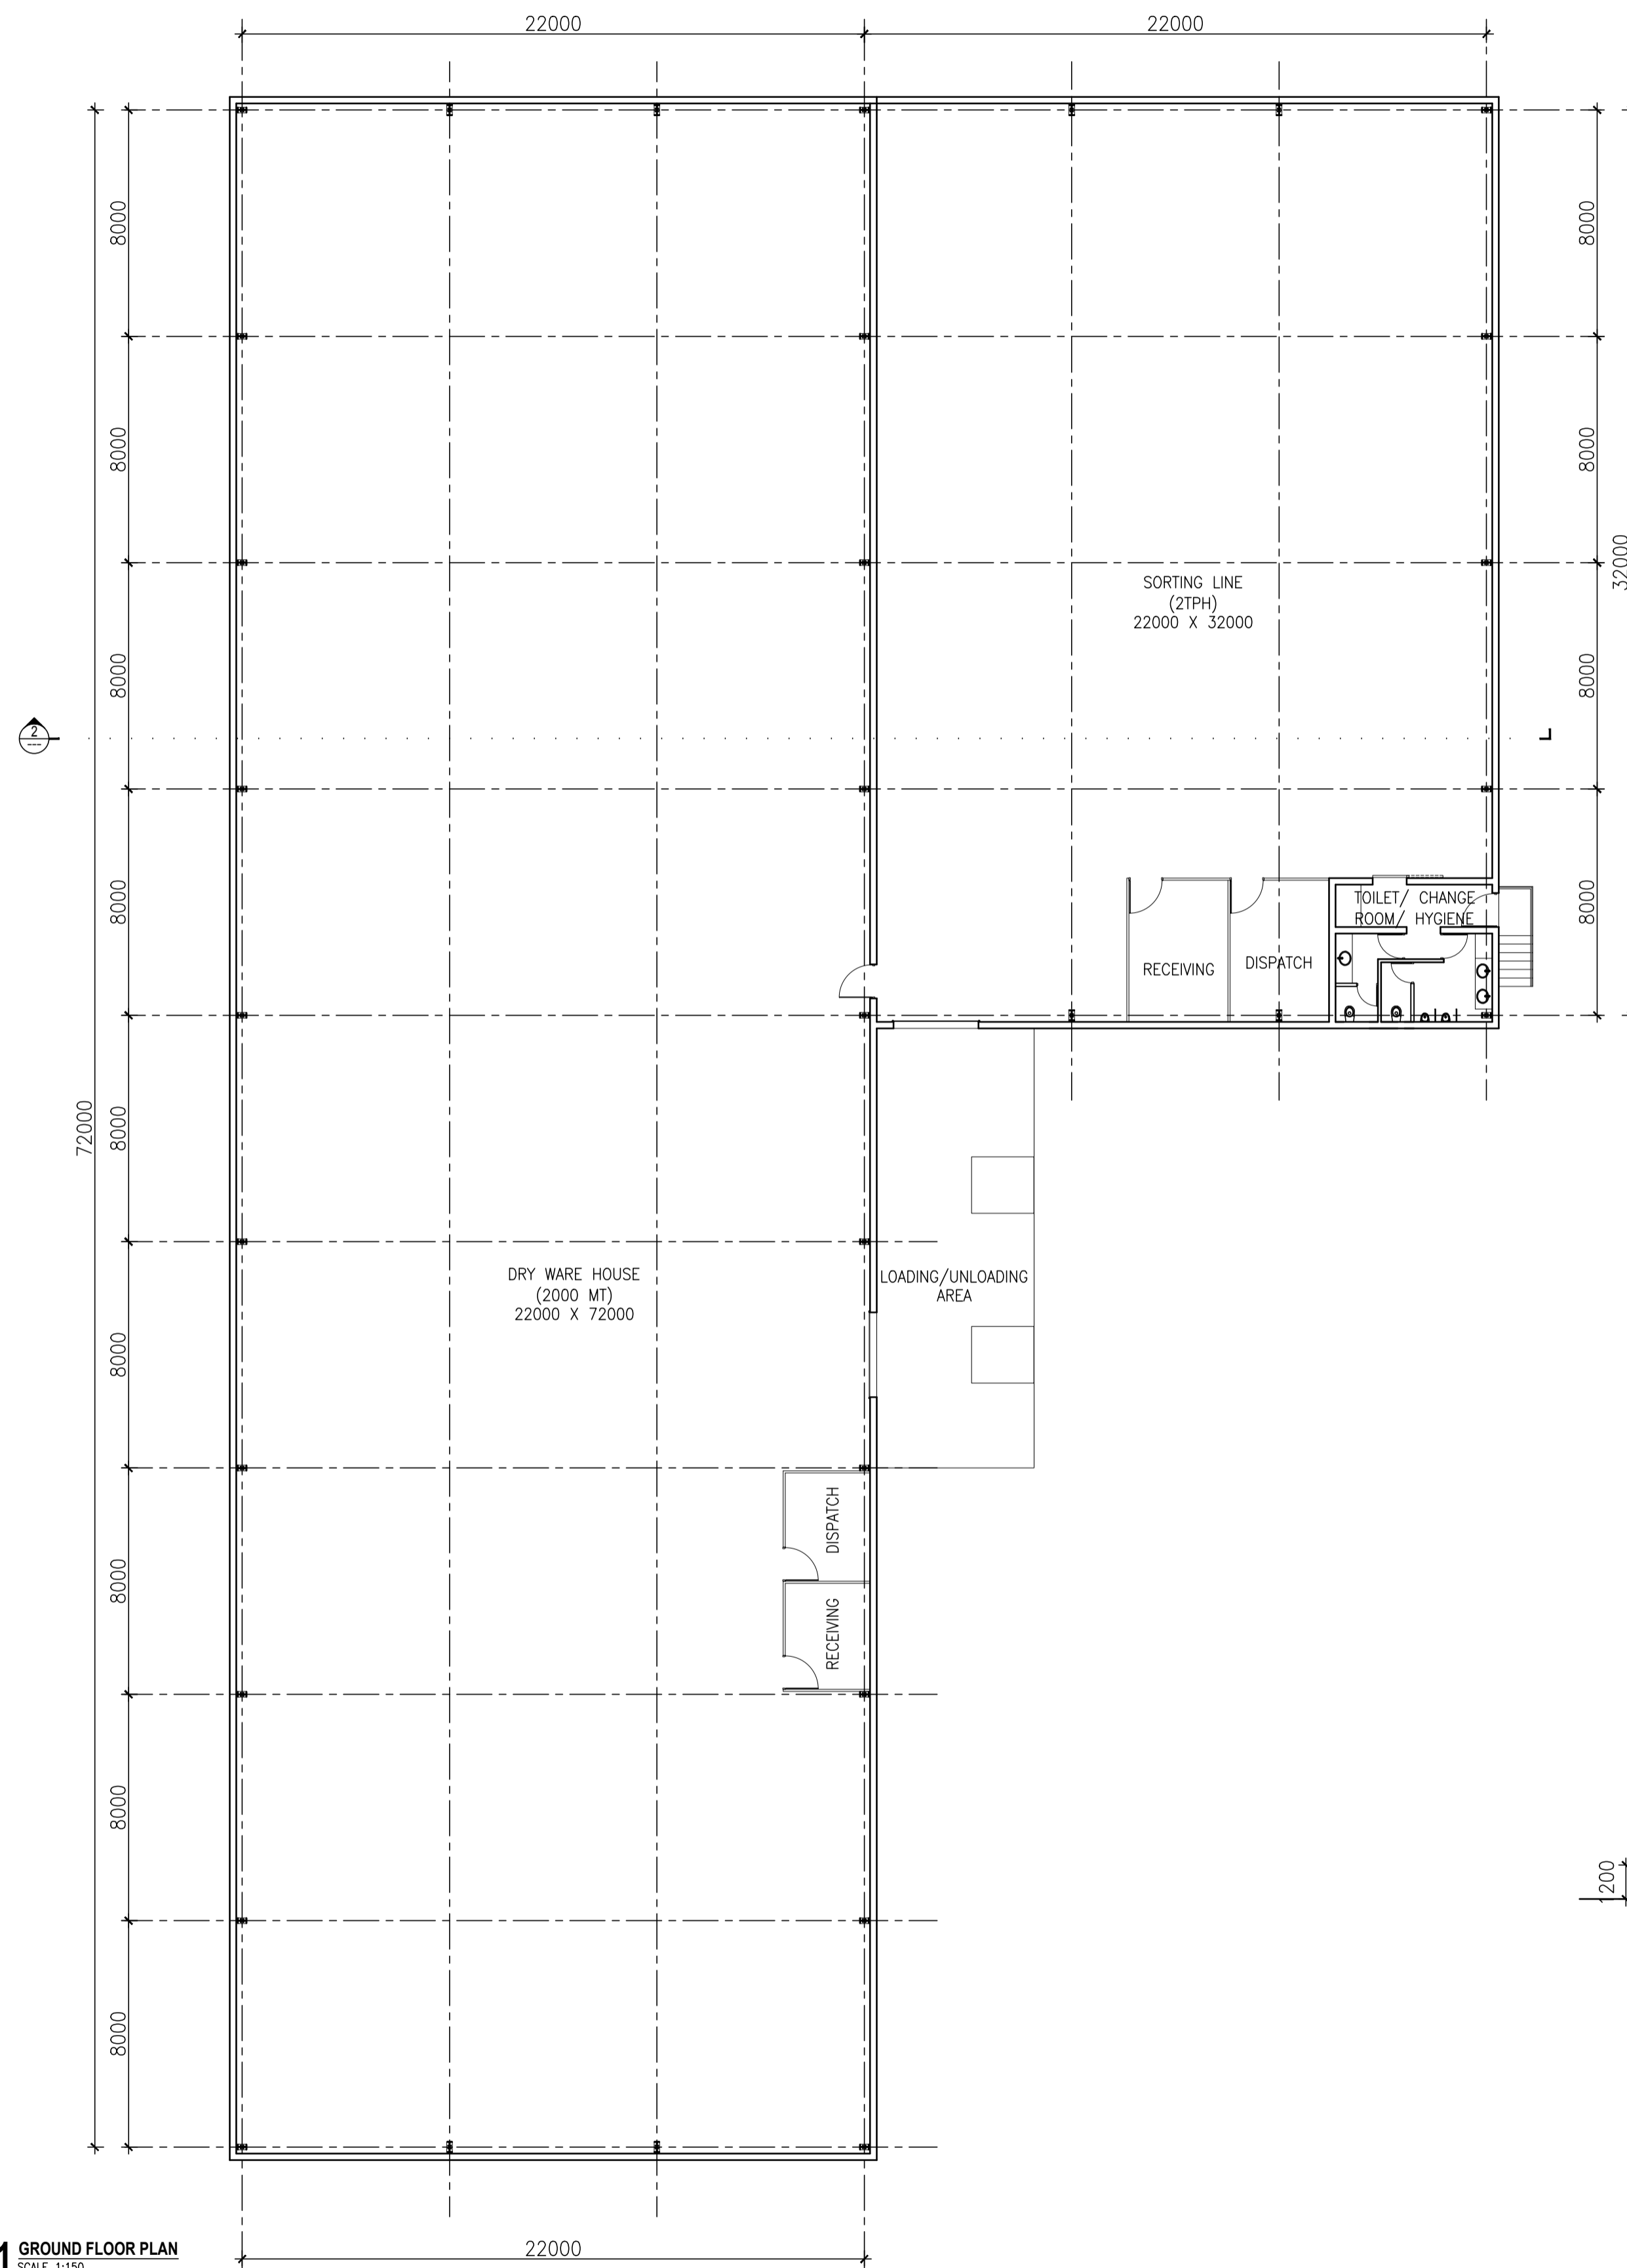 22000
22000
8000
8000
8000
8000
32000
SORTING LINE
(2TPH)
22000 X 32000
8000
8000
2
---
TOILET/ CHANGE
ROOM/ HYGIENE
8000
8000
RECEIVING
DISPATCH
72000
8000
DRY WARE HOUSE
(2000 MT)
22000 X 72000
LOADING/UNLOADING
AREA
8000
DISPATCH
8000
RECEIVING
8000
1200
8000
1
GROUND FLOOR PLAN
SCALE 1:150
22000